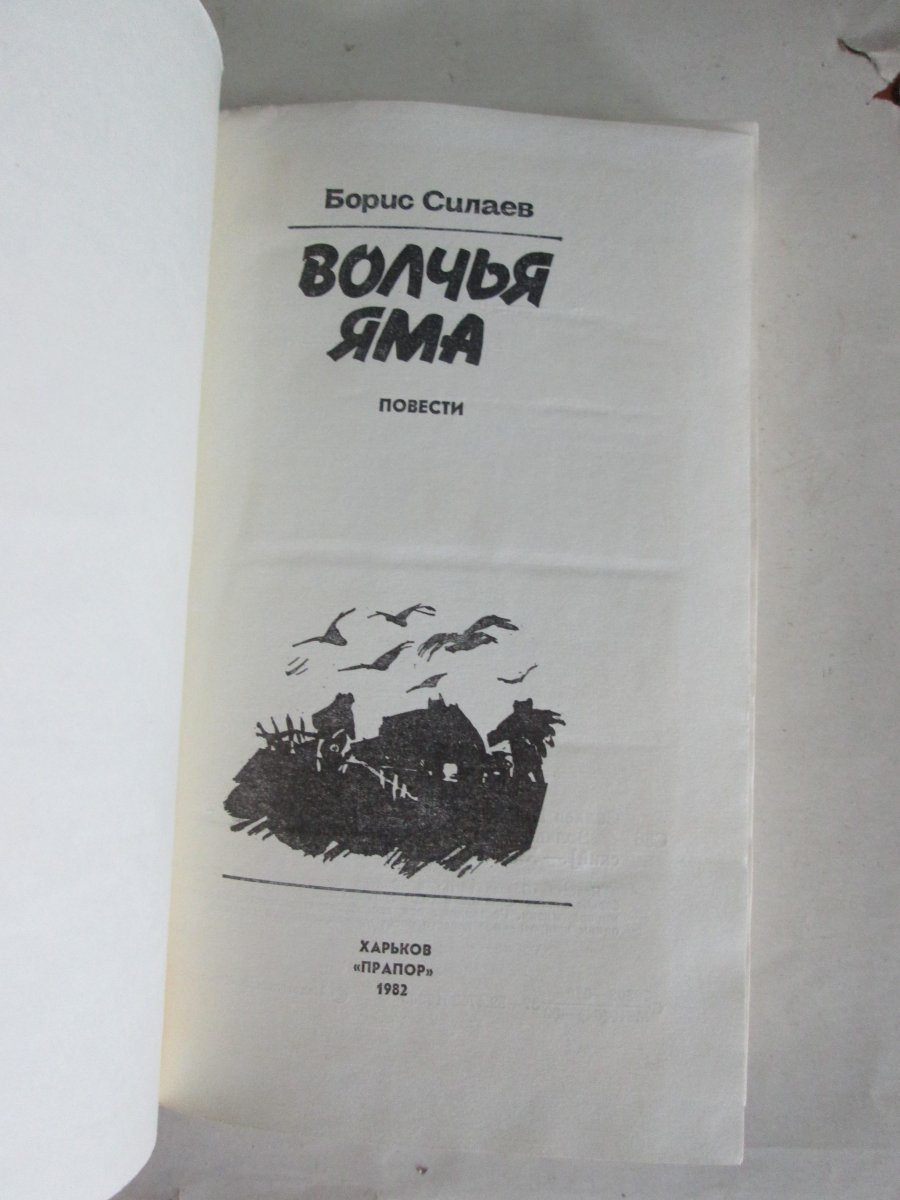 Борис Силаев
ВОЛЧЬЯ
ЯМА
ПОВЕСТИ
ХАРЬКОВ
«ПРАПОР»
1982